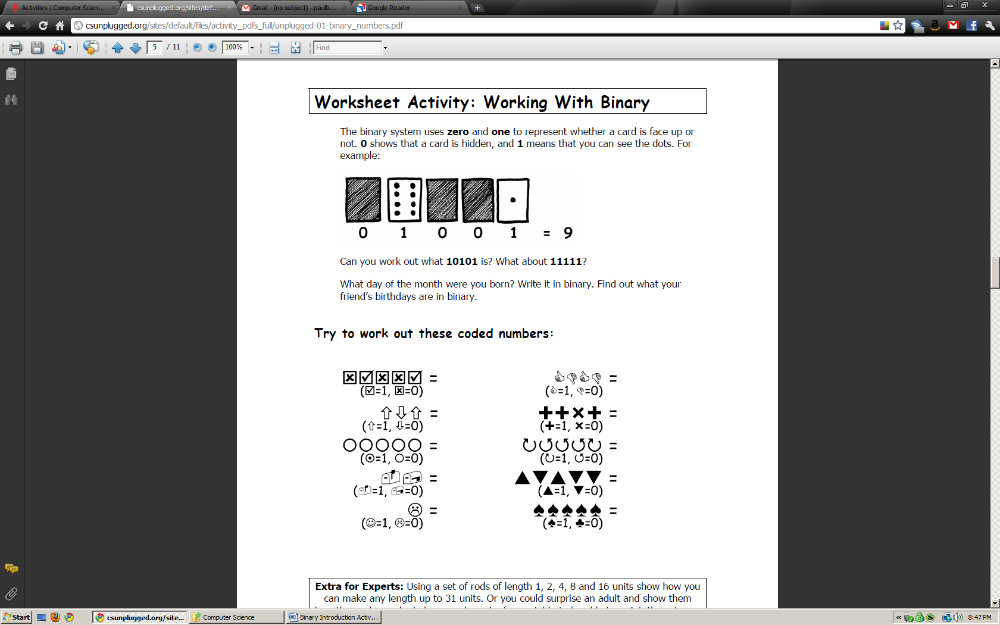 Activities | Computer Scien...
csunplugged.org/sites/def...
Gmail - (no subject) - paulb...
Google Reader
csunplugged.org/sites/default/files/activity_pdfs_full/unplugged-01-binary_numbers.pdf
5 / 11
100%
Find
Worksheet Activity: Working With Binary
The binary system uses zero and one to represent whether a card is face up or
not. 0 shows that a card is hidden, and 1 means that you can see the dots. For
example:
0 1 0 0 1 = 9
Can you work out what 10101 is? What about 11111?
What day of the month were you born? Write it in binary. Find out what your
friend's birthdays are in binary.
Try to work out these coded numbers:
☒☑☒☒☑ =
(☑=1, ☒=0)
👍👎👍👎 =
(👍=1, 👎=0)
⇧⇩⇧ =
(⇧=1, ⇩=0)
✚✚✖✚ =
(✚=1, ✖=0)
○○○○○ =
(☉=1, ○=0)
↻↺↺↺↻ =
(↻=1, ↺=0)
📫📪 =
(📫=1, 📪=0)
▲▼▲▼▼ =
(▲=1, ▼=0)
☹ =
(☺=1, ☹=0)
♠♠♠♠♠ =
(♠=1, ♣=0)
Extra for Experts: Using a set of rods of length 1, 2, 4, 8 and 16 units show how you
can make any length up to 31 units. Or you could surprise an adult and show them
Start
csunplugged.org/site...
Computer Science
Binary Introduction Activ...
8:47 PM